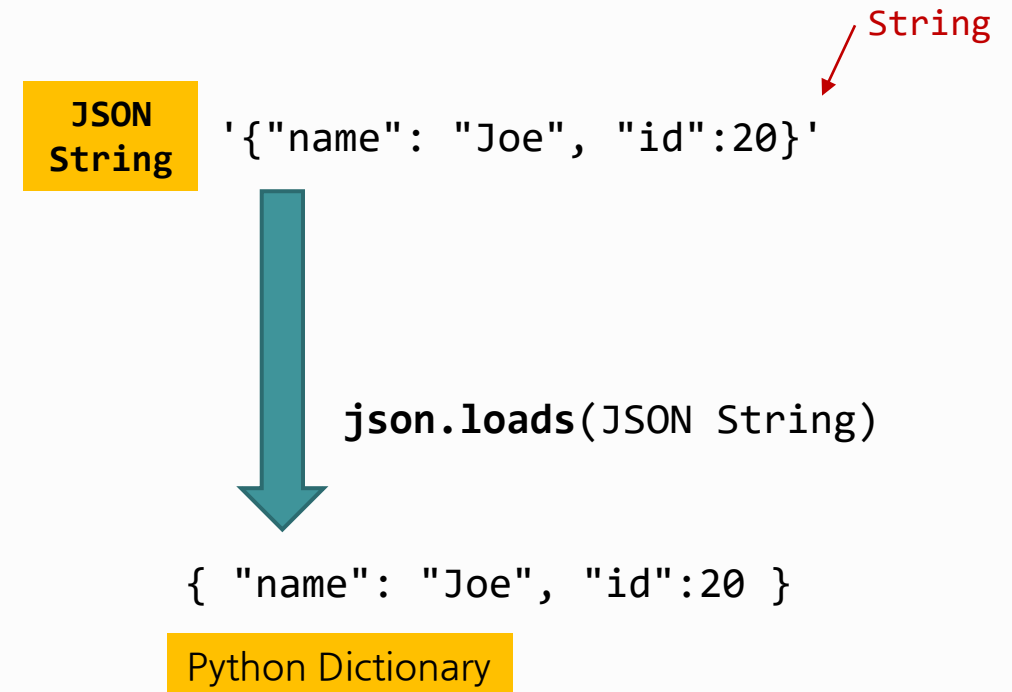 String
JSON
String
'{"name": "Joe", "id":20}'
json.loads(JSON String)
{ "name": "Joe", "id":20 }
Python Dictionary